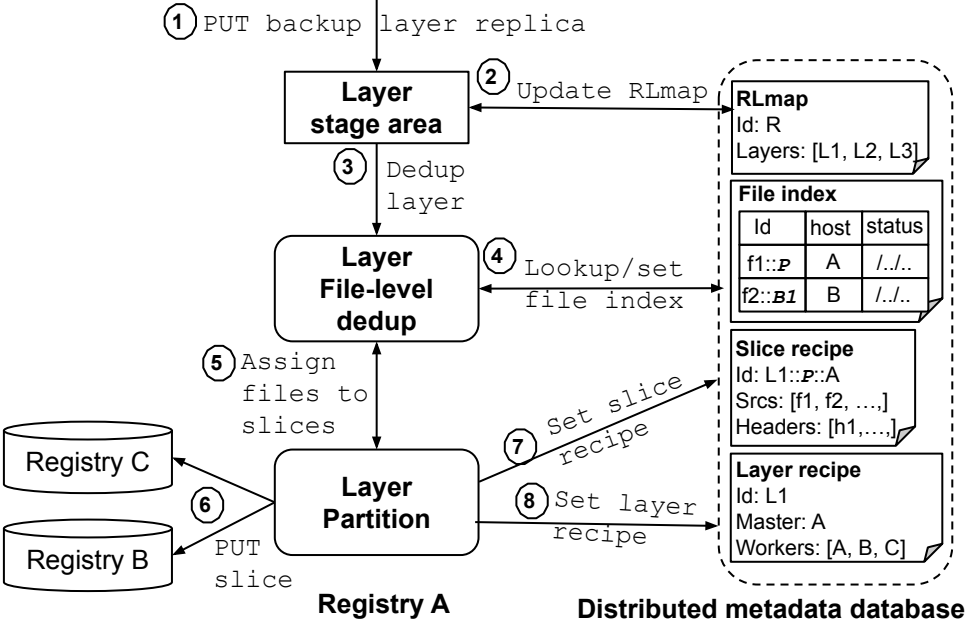 1 PUT backup layer replica
Layer
stage area
2 Update RLmap
RLmap
Id: R
Layers: [L1, L2, L3]
3 Dedup
layer
File index
Id host status
f1::P A /../..
f2::B1 B /../..
Layer
File-level
dedup
4 Lookup/set
file index
5 Assign
files to
slices
Slice recipe
Id: L1::P::A
Srcs: [f1, f2, …,]
Headers: [h1,…,]
7 Set slice
recipe
Registry C
Registry B
6
PUT
slice
Layer
Partition
8 Set layer
recipe
Layer recipe
Id: L1
Master: A
Workers: [A, B, C]
Registry A
Distributed metadata database